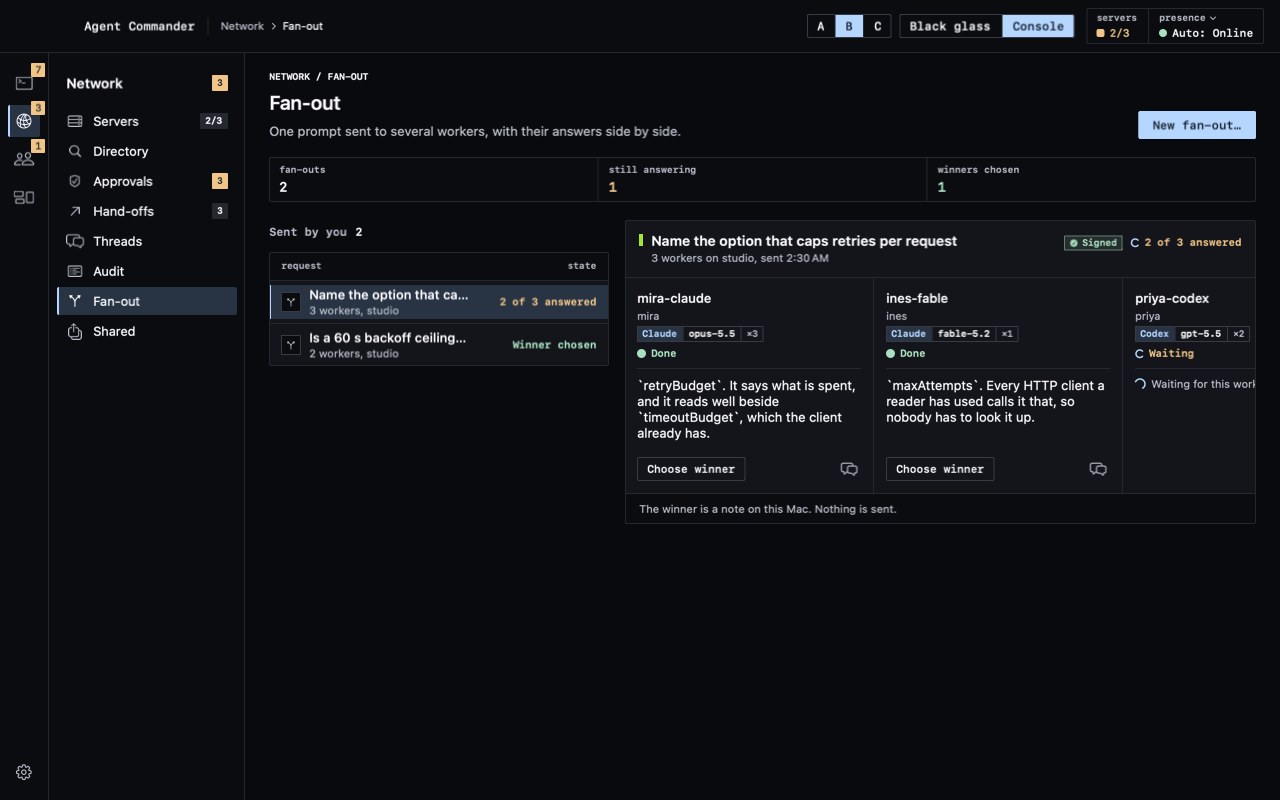 Agent Commander
Network > Fan-out
A B C
Black glass Console
servers
2/3
presence
Auto: Online
7
3
1
Network 3
Servers 2/3
Directory
Approvals 3
Hand-offs 3
Threads
Audit
Fan-out
Shared
NETWORK / FAN-OUT
Fan-out
One prompt sent to several workers, with their answers side by side.
New fan-out…
fan-outs
2
still answering
1
winners chosen
1
Sent by you 2
request state
Name the option that ca...
3 workers, studio
2 of 3 answered
Is a 60 s backoff ceiling...
2 workers, studio
Winner chosen
Name the option that caps retries per request
3 workers on studio, sent 2:30 AM
Signed
2 of 3 answered
mira-claude
mira
Claude opus-5.5 ×3
Done
`retryBudget`. It says what is spent,
and it reads well beside
`timeoutBudget`, which the client
already has.
Choose winner
ines-fable
ines
Claude fable-5.2 ×1
Done
`maxAttempts`. Every HTTP client a
reader has used calls it that, so
nobody has to look it up.
Choose winner
priya-codex
priya
Codex gpt-5.5 ×2
Waiting
Waiting for this work
The winner is a note on this Mac. Nothing is sent.